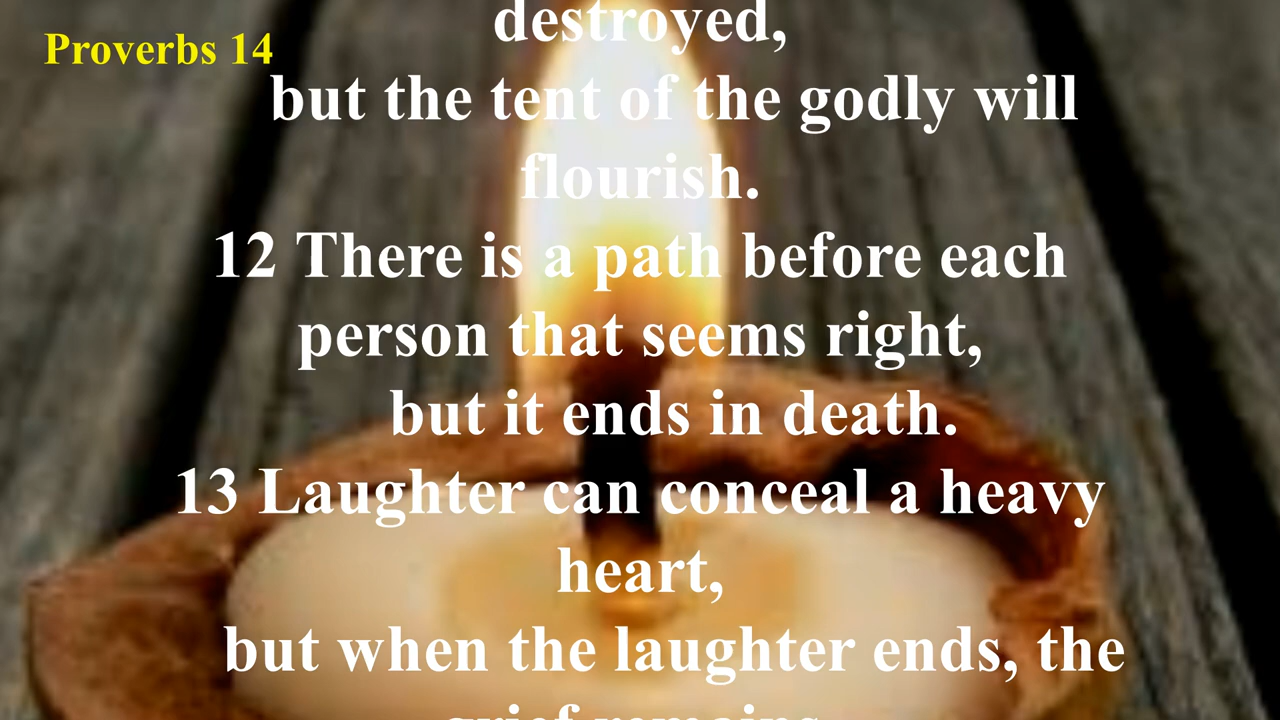 Proverbs 14
destroyed,
but the tent of the godly will
flourish.
12 There is a path before each
person that seems right,
but it ends in death.
13 Laughter can conceal a heavy
heart,
but when the laughter ends, the
grief remains